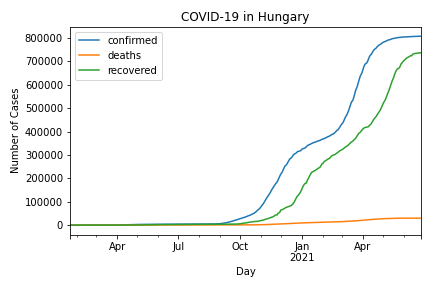 COVID-19 in Hungary
confirmed
deaths
recovered
Number of Cases
800000
700000
600000
500000
400000
300000
200000
100000
0
Apr
Jul
Oct
Jan
2021
Apr
Day